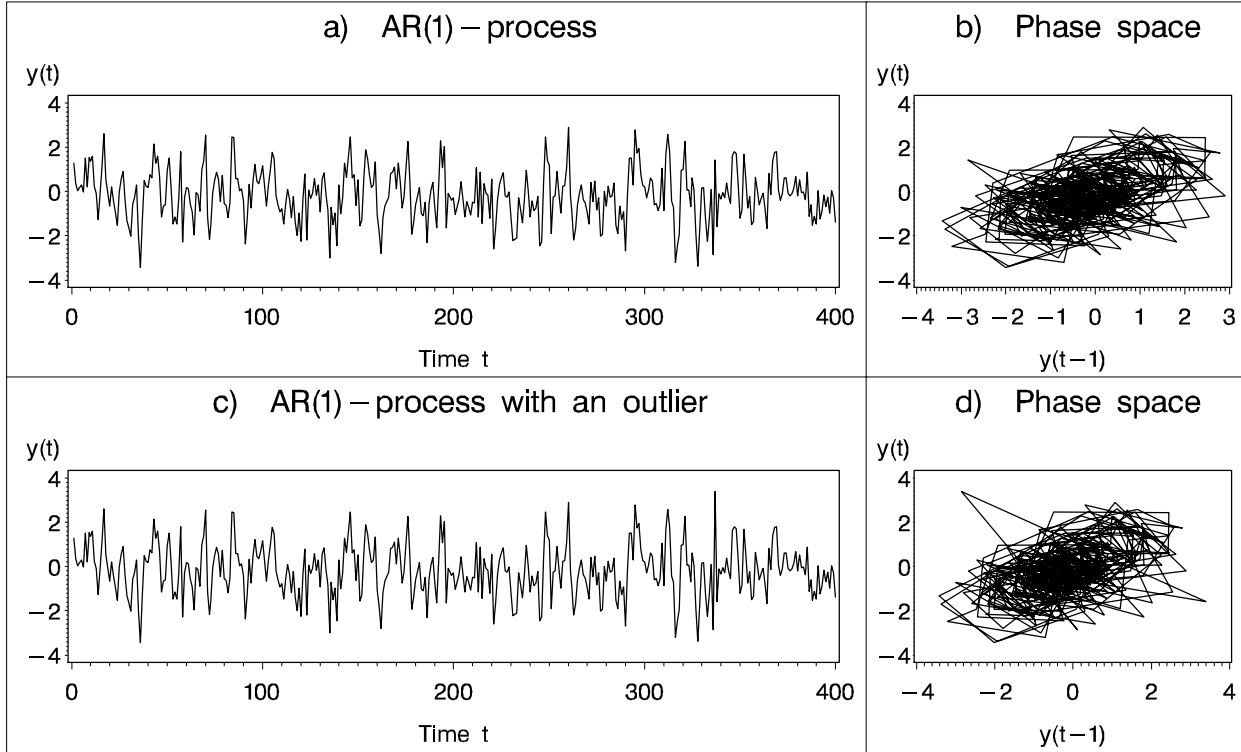 a) AR(1)−process
y(t)
4
2
0
−2
−4
0 100 200 300 400
Time t
b) Phase space
y(t)
4
2
0
−2
−4
−4 −3 −2 −1 0 1 2 3
y(t−1)
c) AR(1)−process with an outlier
y(t)
4
2
0
−2
−4
0 100 200 300 400
Time t
d) Phase space
y(t)
4
2
0
−2
−4
−4 −2 0 2 4
y(t−1)